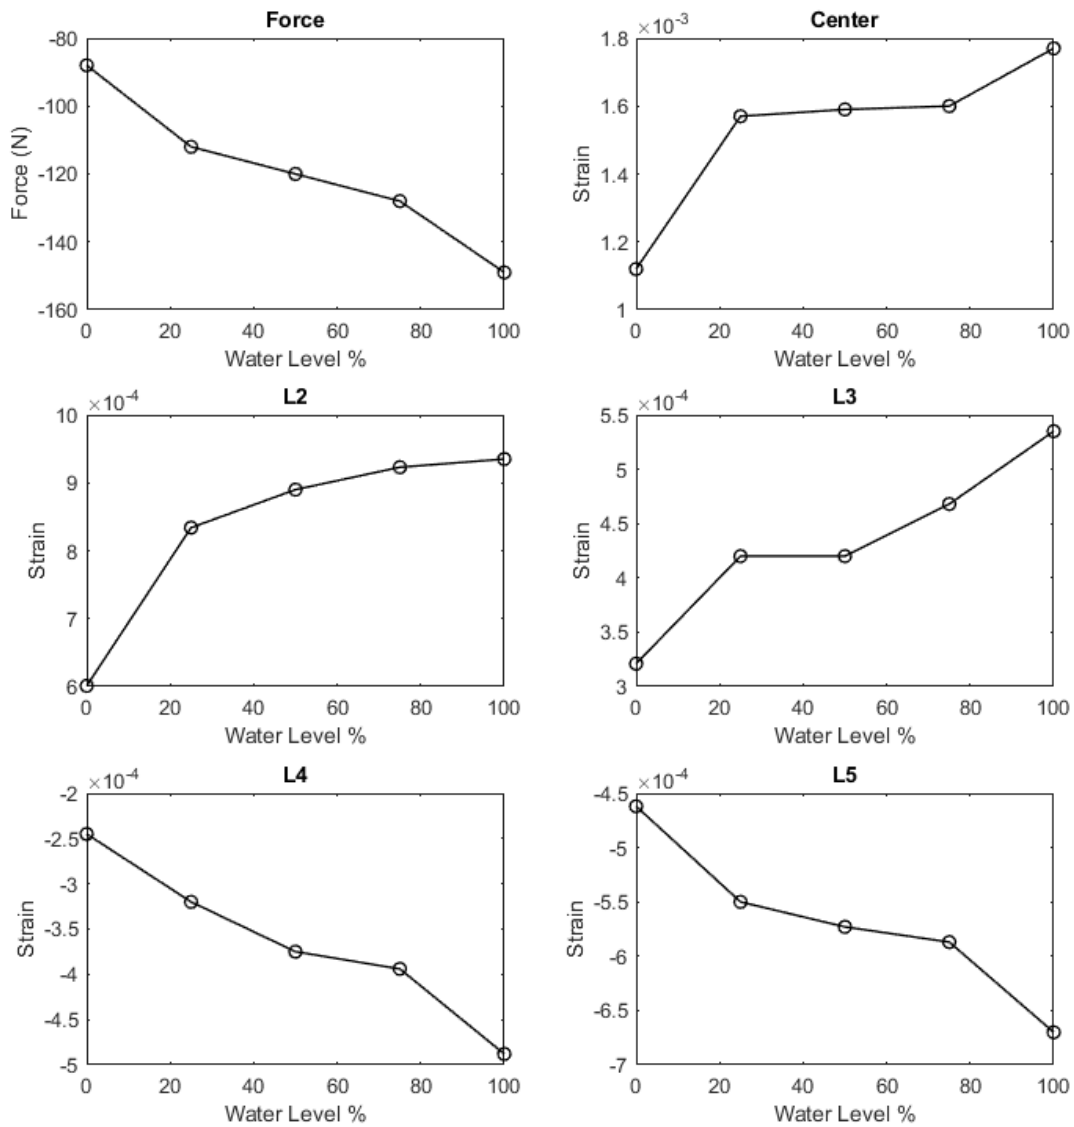 Force
-80
-100
-120
-140
-160
Force (N)
0 20 40 60 80 100
Water Level %
Center
×10-3
1.8
1.6
1.4
1.2
1
Strain
0 20 40 60 80 100
Water Level %
L2
×10-4
10
9
8
7
6
Strain
0 20 40 60 80 100
Water Level %
L3
×10-4
5.5
5
4.5
4
3.5
3
Strain
0 20 40 60 80 100
Water Level %
L4
×10-4
-2
-2.5
-3
-3.5
-4
-4.5
-5
Strain
0 20 40 60 80 100
Water Level %
L5
×10-4
-4.5
-5
-5.5
-6
-6.5
-7
Strain
0 20 40 60 80 100
Water Level %